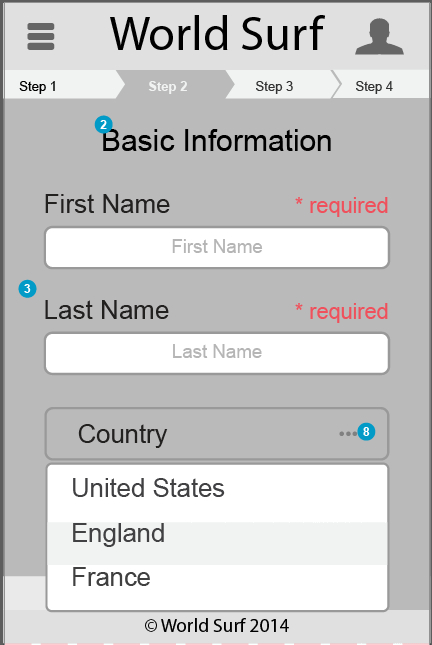 World Surf
Step 1 Step 2 Step 3 Step 4
2
Basic Information
First Name * required
First Name
3
Last Name * required
Last Name
Country ••• 8
United States
England
France
© World Surf 2014